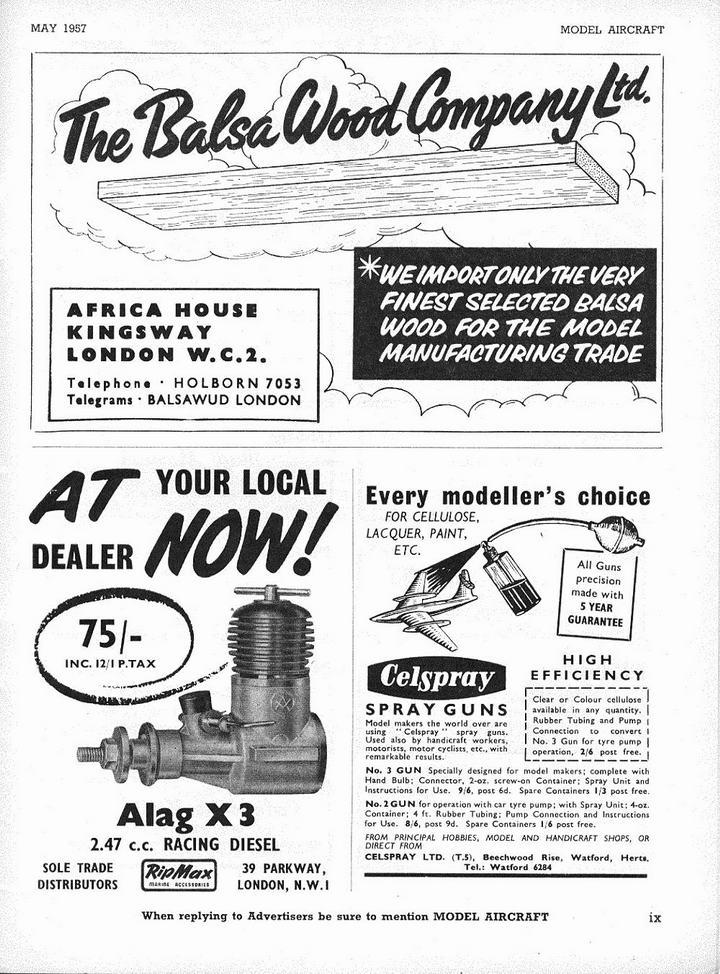 MAY 1957
MODEL AIRCRAFT
The Balsa Wood Company Ltd.
*WE IMPORT ONLY THE VERY
FINEST SELECTED BALSA
WOOD FOR THE MODEL
MANUFACTURING TRADE
AFRICA HOUSE
KINGSWAY
LONDON W.C.2.
Telephone · HOLBORN 7053
Telegrams · BALSAWUD LONDON
AT YOUR LOCAL
DEALER NOW!
75/-
INC. 12/1 P.TAX
Alag X3
2.47 c.c. RACING DIESEL
SOLE TRADE
DISTRIBUTORS
RipMax
MARINE ACCESSORIES
39 PARKWAY,
LONDON, N.W.1
Every modeller's choice
FOR CELLULOSE,
LACQUER, PAINT,
ETC.
All Guns
precision
made with
5 YEAR
GUARANTEE
Celspray
SPRAY GUNS
Model makers the world over are
using "Celspray" spray guns.
Used also by handicraft workers,
motorists, motor cyclists, etc., with
remarkable results.
HIGH
EFFICIENCY
Clear or Colour cellulose
available in any quantity.
Rubber Tubing and Pump
Connection to convert
No. 3 Gun for tyre pump
operation, 2/6 post free.
No. 3 GUN Specially designed for model makers; complete with
Hand Bulb; Connector, 2-oz. screw-on Container; Spray Unit and
Instructions for Use. 9/6, post 6d. Spare Containers 1/3 post free.
No. 2 GUN for operation with car tyre pump; with Spray Unit; 4-oz.
Container; 4 ft. Rubber Tubing; Pump Connection and Instructions
for Use. 8/6, post 9d. Spare Containers 1/6 post free.
FROM PRINCIPAL HOBBIES, MODEL AND HANDICRAFT SHOPS, OR
DIRECT FROM
CELSPRAY LTD. (T.5), Beechwood Rise, Watford, Herts.
Tel.: Watford 6284
When replying to Advertisers be sure to mention MODEL AIRCRAFT
ix